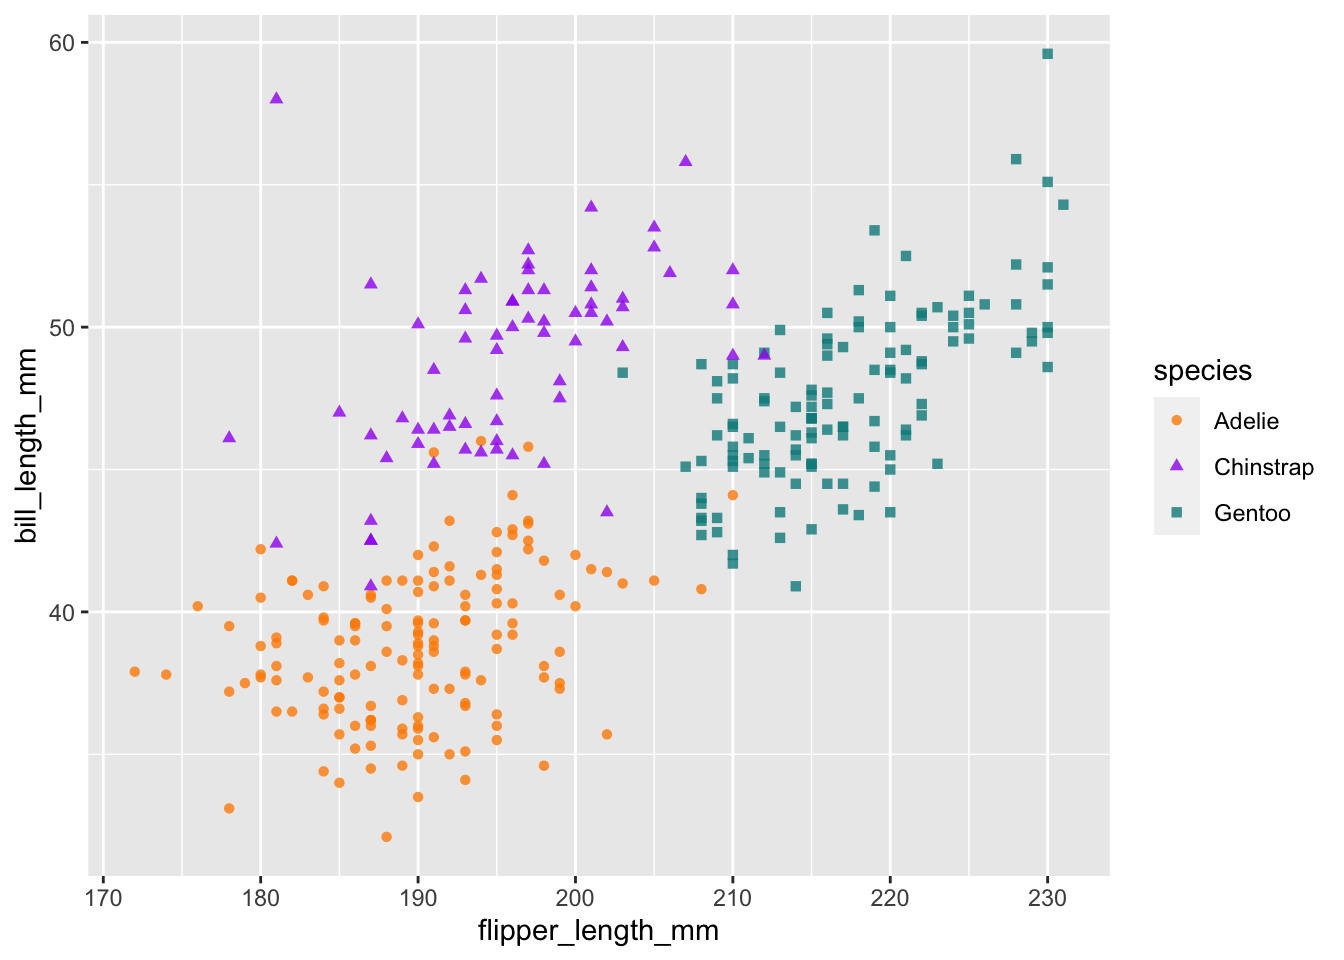 60
50
40
170 180 190 200 210 220 230
flipper_length_mm
bill_length_mm
species
Adelie
Chinstrap
Gentoo